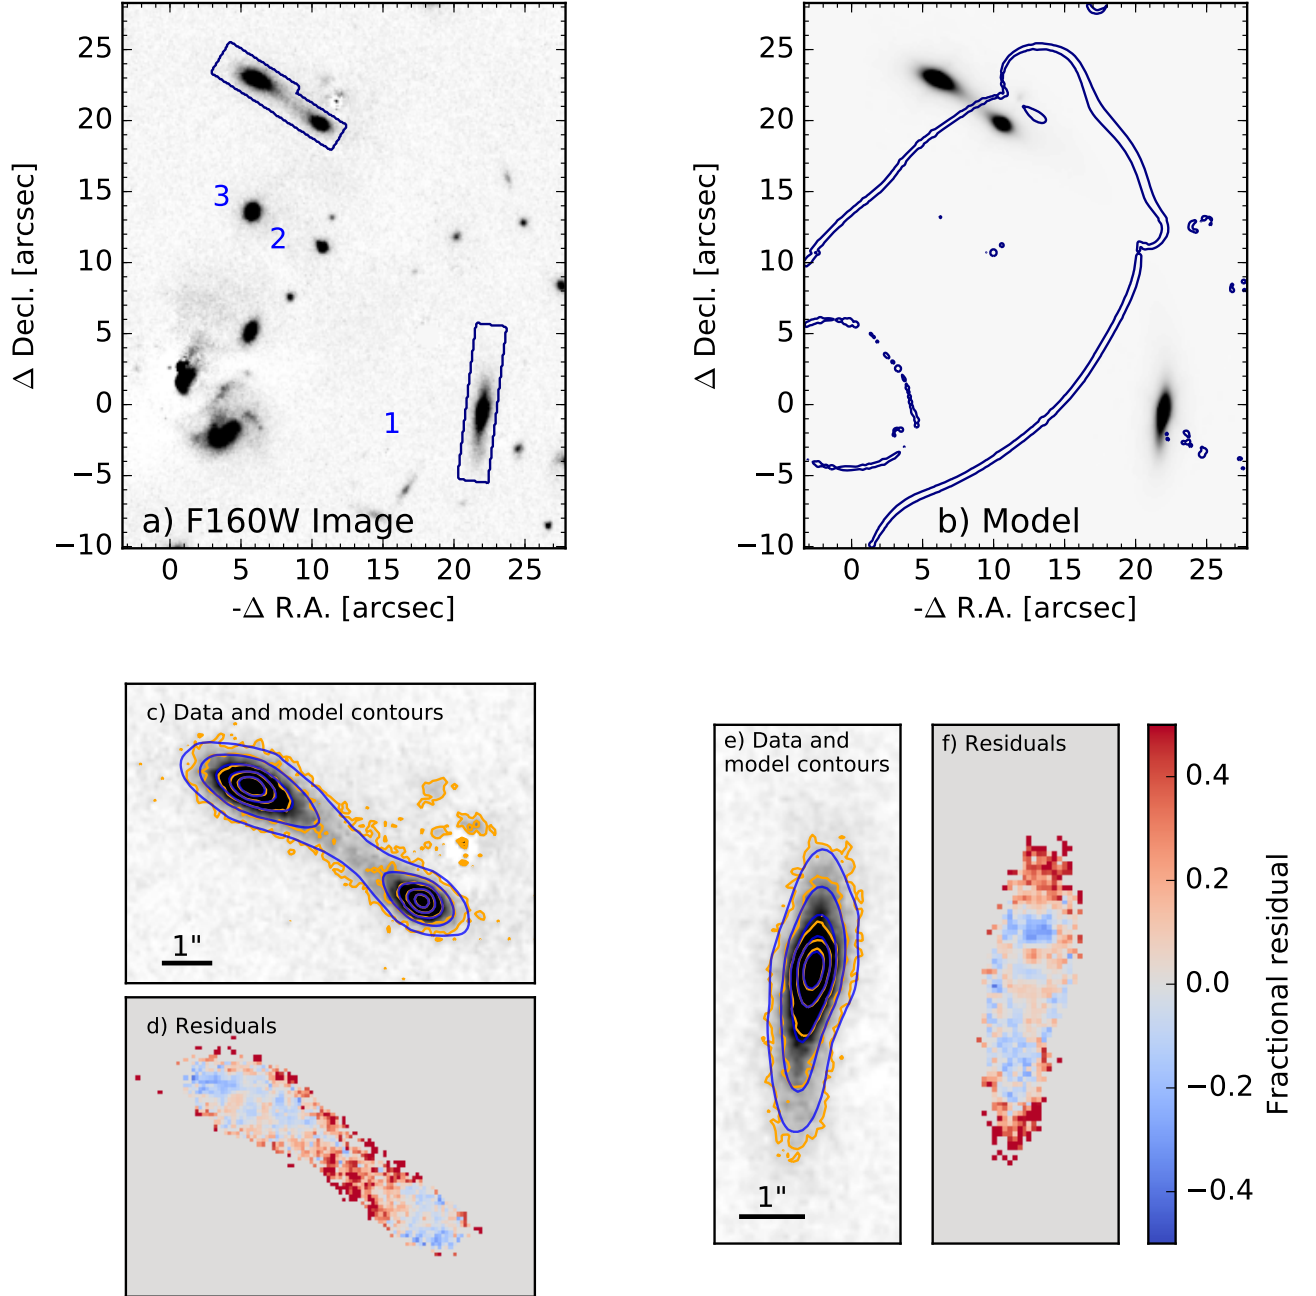 25
20
15
10
5
0
−5
−10
Δ Decl. [arcsec]
3
2
1
a) F160W Image
0 5 10 15 20 25
-Δ R.A. [arcsec]
25
20
15
10
5
0
−5
−10
Δ Decl. [arcsec]
b) Model
0 5 10 15 20 25
-Δ R.A. [arcsec]
c) Data and model contours
1"
d) Residuals
e) Data and
model contours
1"
f) Residuals
0.4
0.2
0.0
−0.2
−0.4
Fractional residual